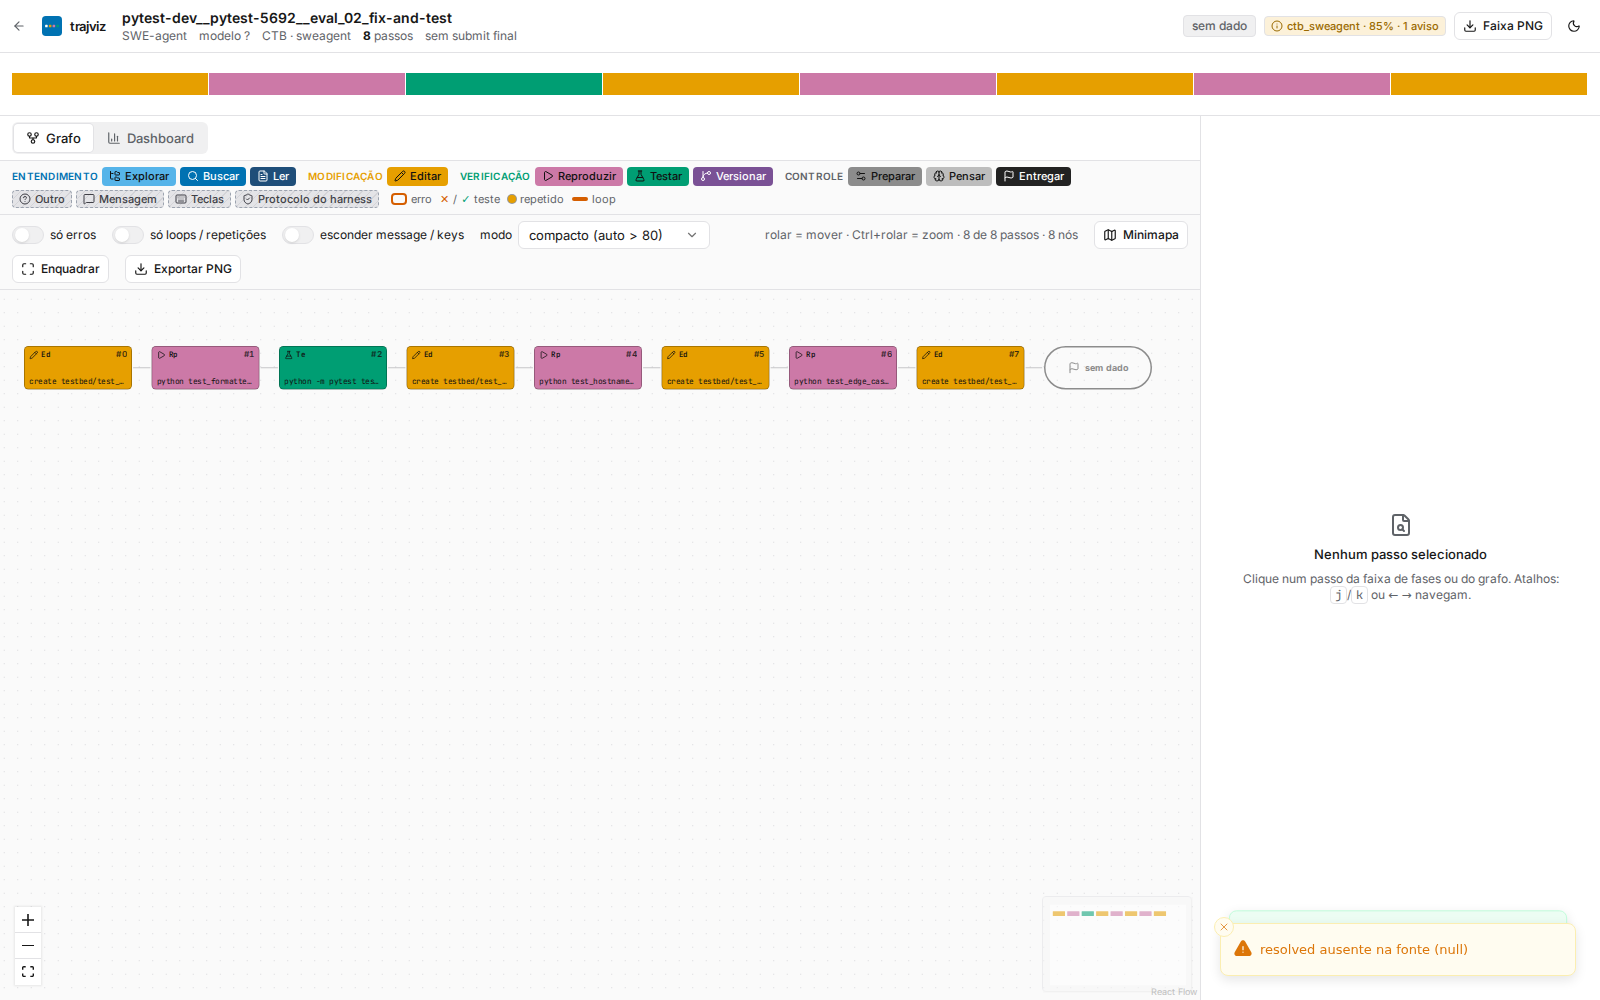 trajviz
pytest-dev__pytest-5692__eval_02_fix-and-test
SWE-agent modelo ? CTB · sweagent 8 passos sem submit final
sem dado
ctb_sweagent · 85% · 1 aviso
Faixa PNG
Grafo
Dashboard
ENTENDIMENTO Explorar Buscar Ler MODIFICAÇÃO Editar VERIFICAÇÃO Reproduzir Testar Versionar CONTROLE Preparar Pensar Entregar
Outro Mensagem Teclas Protocolo do harness erro ✕ / ✓ teste repetido loop
só erros só loops / repetições esconder message / keys modo compacto (auto > 80) rolar = mover · Ctrl+rolar = zoom · 8 de 8 passos · 8 nós Minimapa
Enquadrar Exportar PNG
Ed #0
create testbed/test_…
Rp #1
python test_formatte…
Te #2
python -m pytest tes…
Ed #3
create testbed/test_…
Rp #4
python test_hostname…
Ed #5
create testbed/test_…
Rp #6
python test_edge_cas…
Ed #7
create testbed/test_…
sem dado
Nenhum passo selecionado
Clique num passo da faixa de fases ou do grafo. Atalhos:
j/k ou ←→ navegam.
resolved ausente na fonte (null)
React Flow